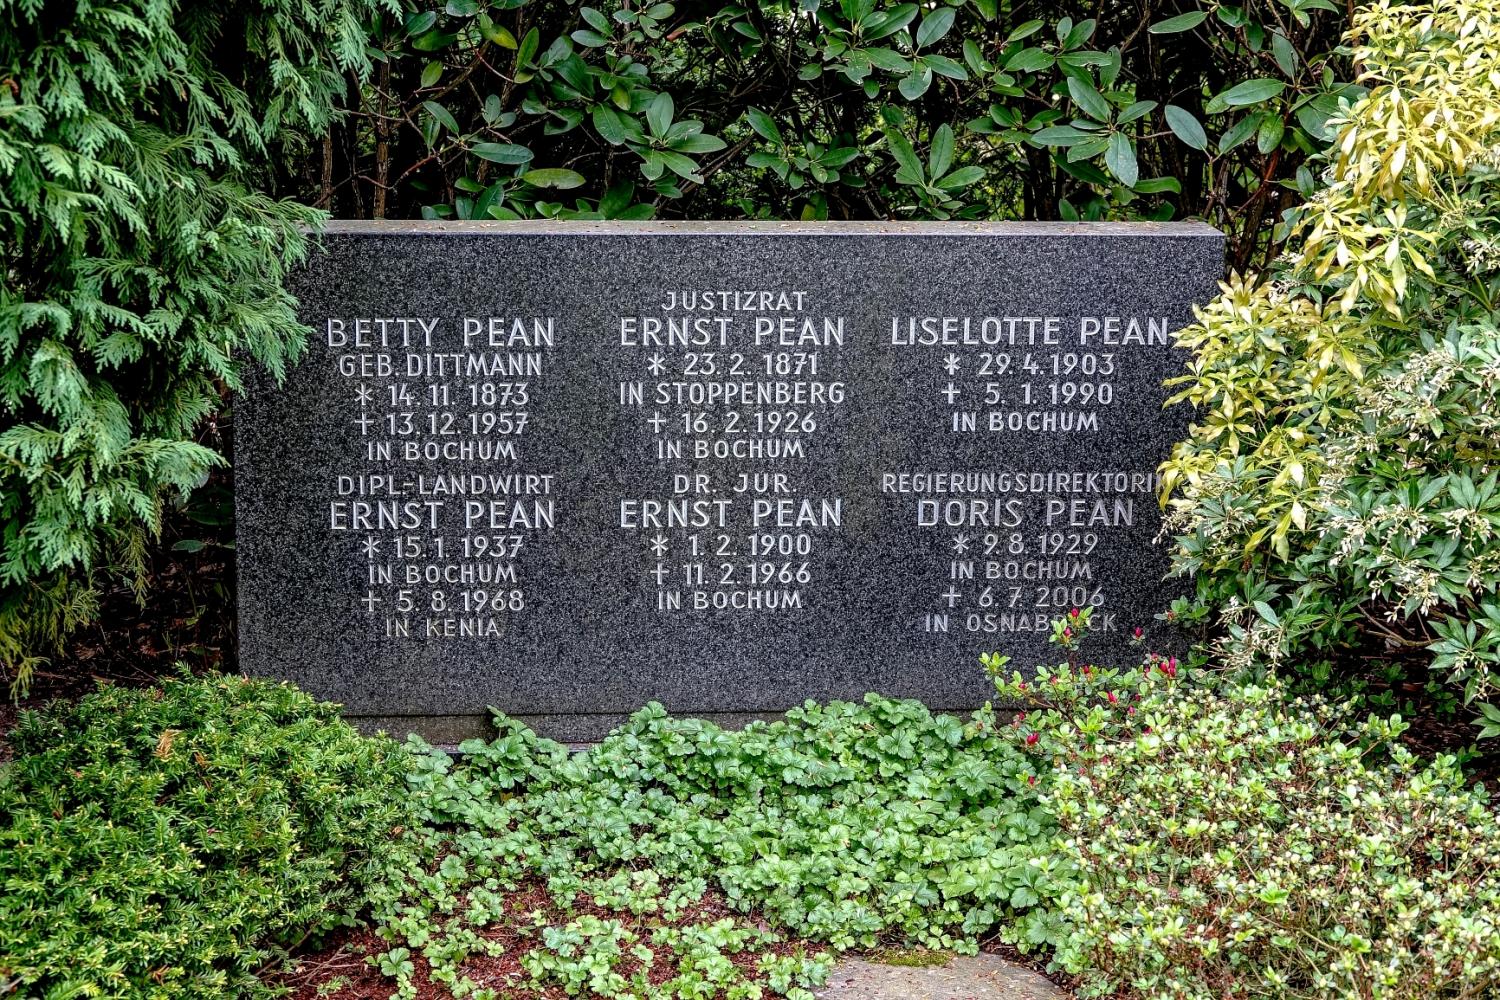 BETTY PEAN
GEB. DITTMANN
* 14. 11. 1873
† 13. 12. 1957
IN BOCHUM
JUSTIZRAT
ERNST PEAN
* 23. 2. 1871
IN STOPPENBERG
† 16. 2. 1926
IN BOCHUM
LISELOTTE PEAN
* 29. 4. 1903
† 5. 1. 1990
IN BOCHUM
DIPL.-LANDWIRT
ERNST PEAN
* 15. 1. 1937
IN BOCHUM
† 5. 8. 1968
IN KENIA
DR. JUR.
ERNST PEAN
* 1. 2. 1900
† 11. 2. 1966
IN BOCHUM
REGIERUNGSDIREKTORIN
DORIS PEAN
* 9. 8. 1929
IN BOCHUM
† 6. 7. 2006
IN OSNABRÜCK